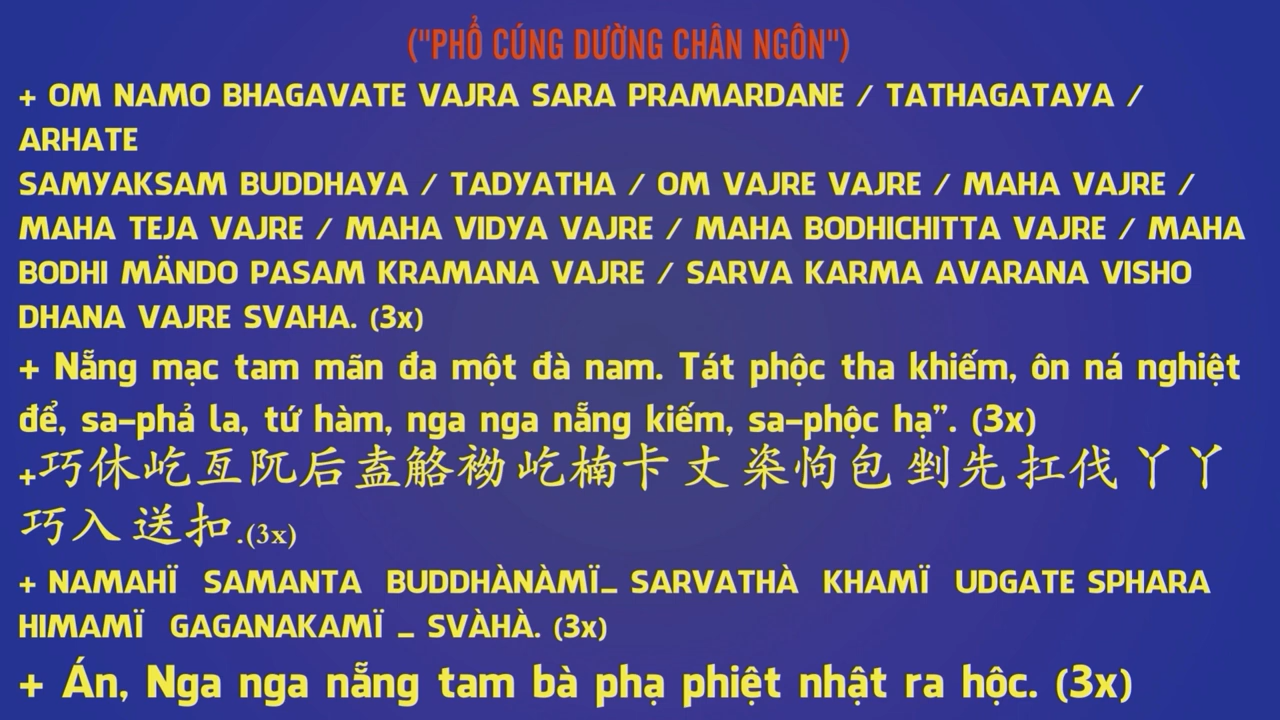 ("PHỔ CÚNG DƯỜNG CHÂN NGÔN")
+ OM NAMO BHAGAVATE VAJRA SARA PRAMARDANE / TATHAGATAYA /
ARHATE
SAMYAKSAM BUDDHAYA / TADYATHA / OM VAJRE VAJRE / MAHA VAJRE /
MAHA TEJA VAJRE / MAHA VIDYA VAJRE / MAHA BODHICHITTA VAJRE / MAHA
BODHI MÄNDO PASAM KRAMANA VAJRE / SARVA KARMA AVARANA VISHO
DHANA VAJRE SVAHA. (3x)
+ Nẵng mạc tam mãn đa một đà nam. Tát phộc tha khiếm, ôn ná nghiệt
để, sa-phả la, tứ hàm, nga nga nẵng kiếm, sa-phộc hạ”. (3x)
+巧休屹亙阢后盍觡袎屹楠卡丈粢怐包剉先扛伐丫丫
巧入送扣.(3x)
+ NAMAHÏ SAMANTA BUDDHÀNÀMÏ_ SARVATHÀ KHAMÏ UDGATE SPHARA
HIMAMÏ GAGANAKAMÏ _ SVÀHÀ. (3x)
+ Án, Nga nga nẵng tam bà phạ phiệt nhật ra hộc. (3x)